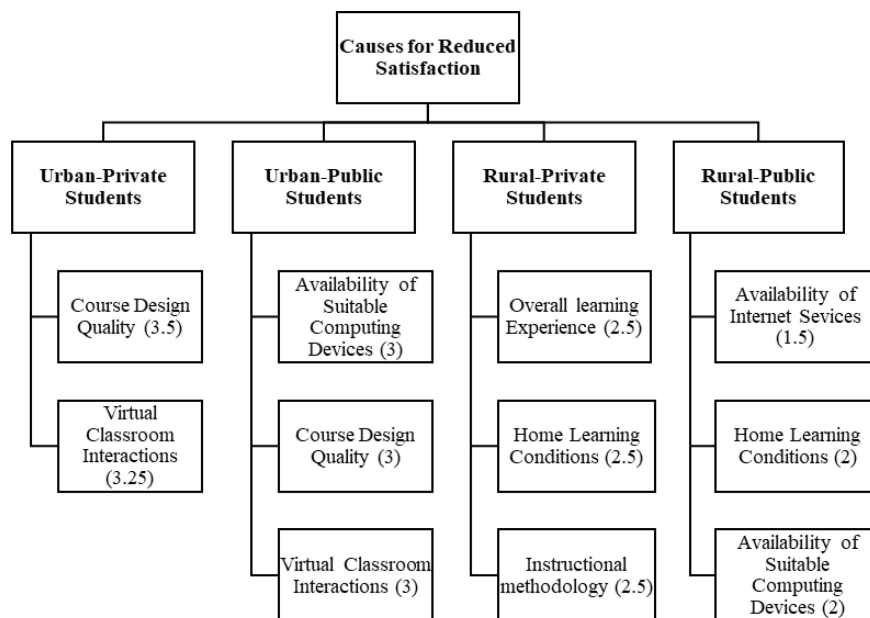 Causes for Reduced
Satisfaction
Urban-Private
Students
Urban-Public
Students
Rural-Private
Students
Rural-Public
Students
Course Design
Quality (3.5)
Availability of
Suitable
Computing
Devices (3)
Overall learning
Experience (2.5)
Availability of
Internet Sevices
(1.5)
Virtual
Classroom
Interactions
(3.25)
Course Design
Quality (3)
Home Learning
Conditions (2.5)
Home Learning
Conditions (2)
Virtual Classroom
Interactions (3)
Instructional
methodology (2.5)
Availability of
Suitable
Computing
Devices (2)